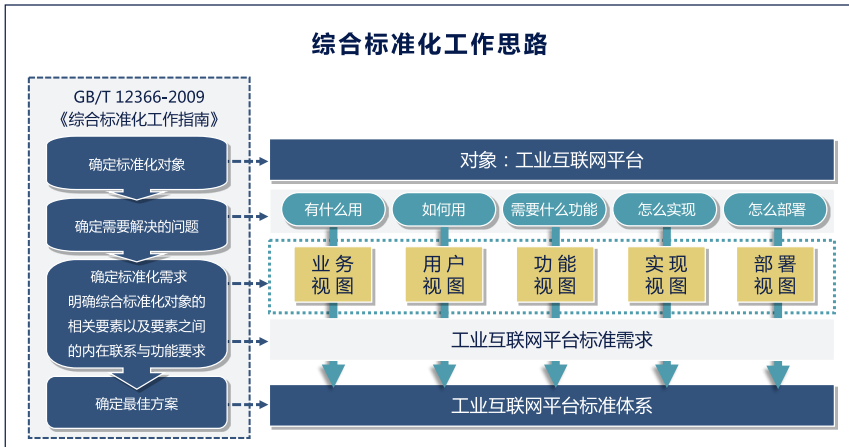 综合标准化工作思路
GB/T 12366-2009
《综合标准化工作指南》
确定标准化对象
确定需要解决的问题
确定标准化需求
明确综合标准化对象的
相关要素以及要素之间
的内在联系与功能要求
确定最佳方案
对象：工业互联网平台
有什么用
如何用
需要什么功能
怎么实现
怎么部署
业务
视图
用户
视图
功能
视图
实现
视图
部署
视图
工业互联网平台标准需求
工业互联网平台标准体系